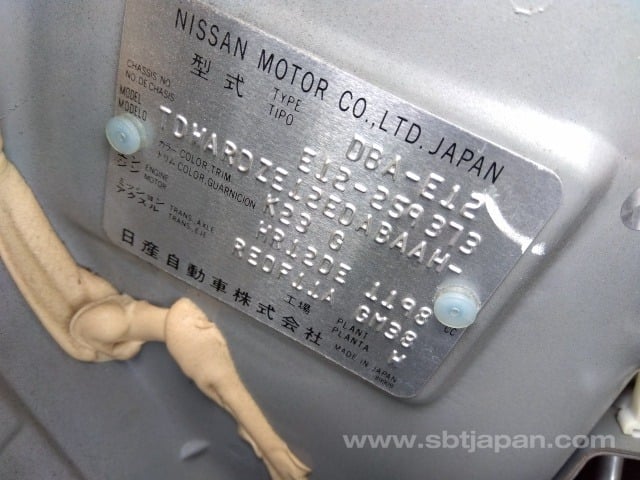 NISSAN MOTOR CO.,LTD. JAPAN
型式 TYPE TIPO DBA-E12
CHASSIS NO. NO. DE CHASIS E12-259373
MODEL MODELO TDWARDZE12EDABAAH-
カラー トリム COLOR, TRIM COLOR, GUARNICION K23 G
エンジン ENGINE MOTOR HR12DE 1198 CC
ミッション アクスル TRANS. AXLE TRANS. EJE RE0F11A GM38
工場 PLANT PLANTA W
日産自動車株式会社 MADE IN JAPAN
www.sbtjapan.com